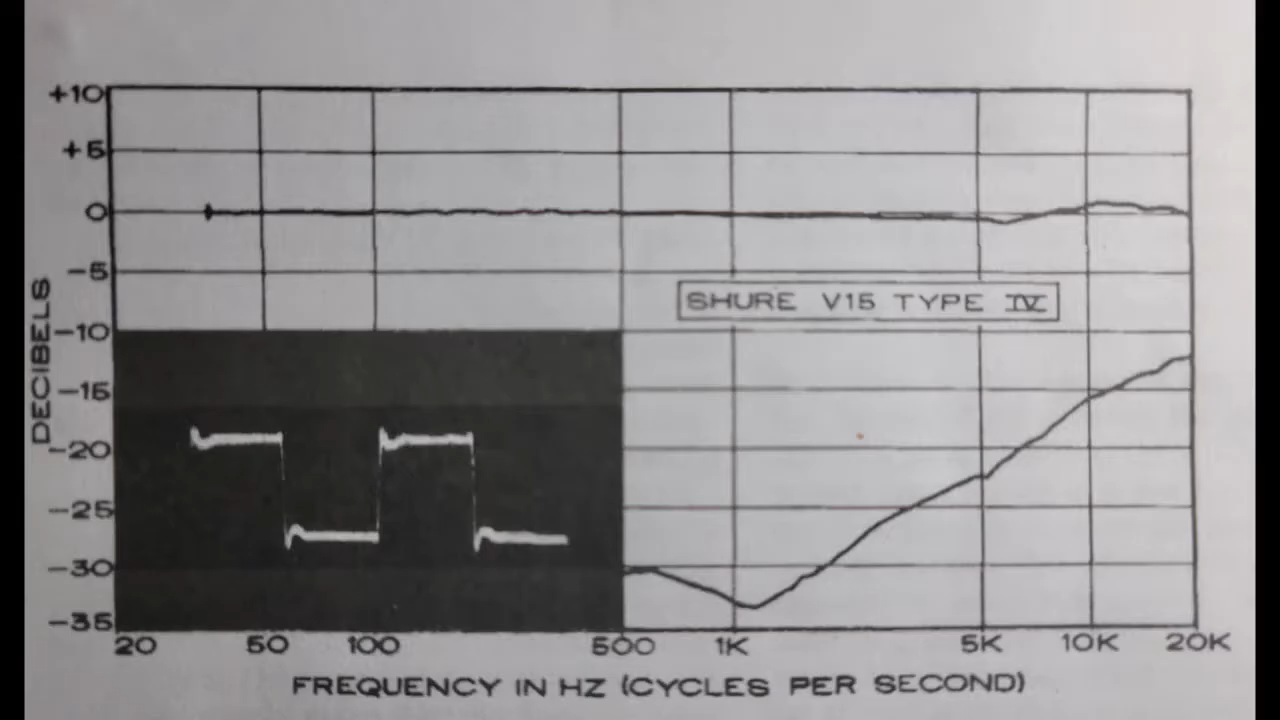 +10
+5
0
-5
SHURE V15 TYPE IV
-10
-15
-20
-25
-30
-35
DECIBELS
20 50 100 500 1K 5K 10K 20K
FREQUENCY IN HZ (CYCLES PER SECOND)